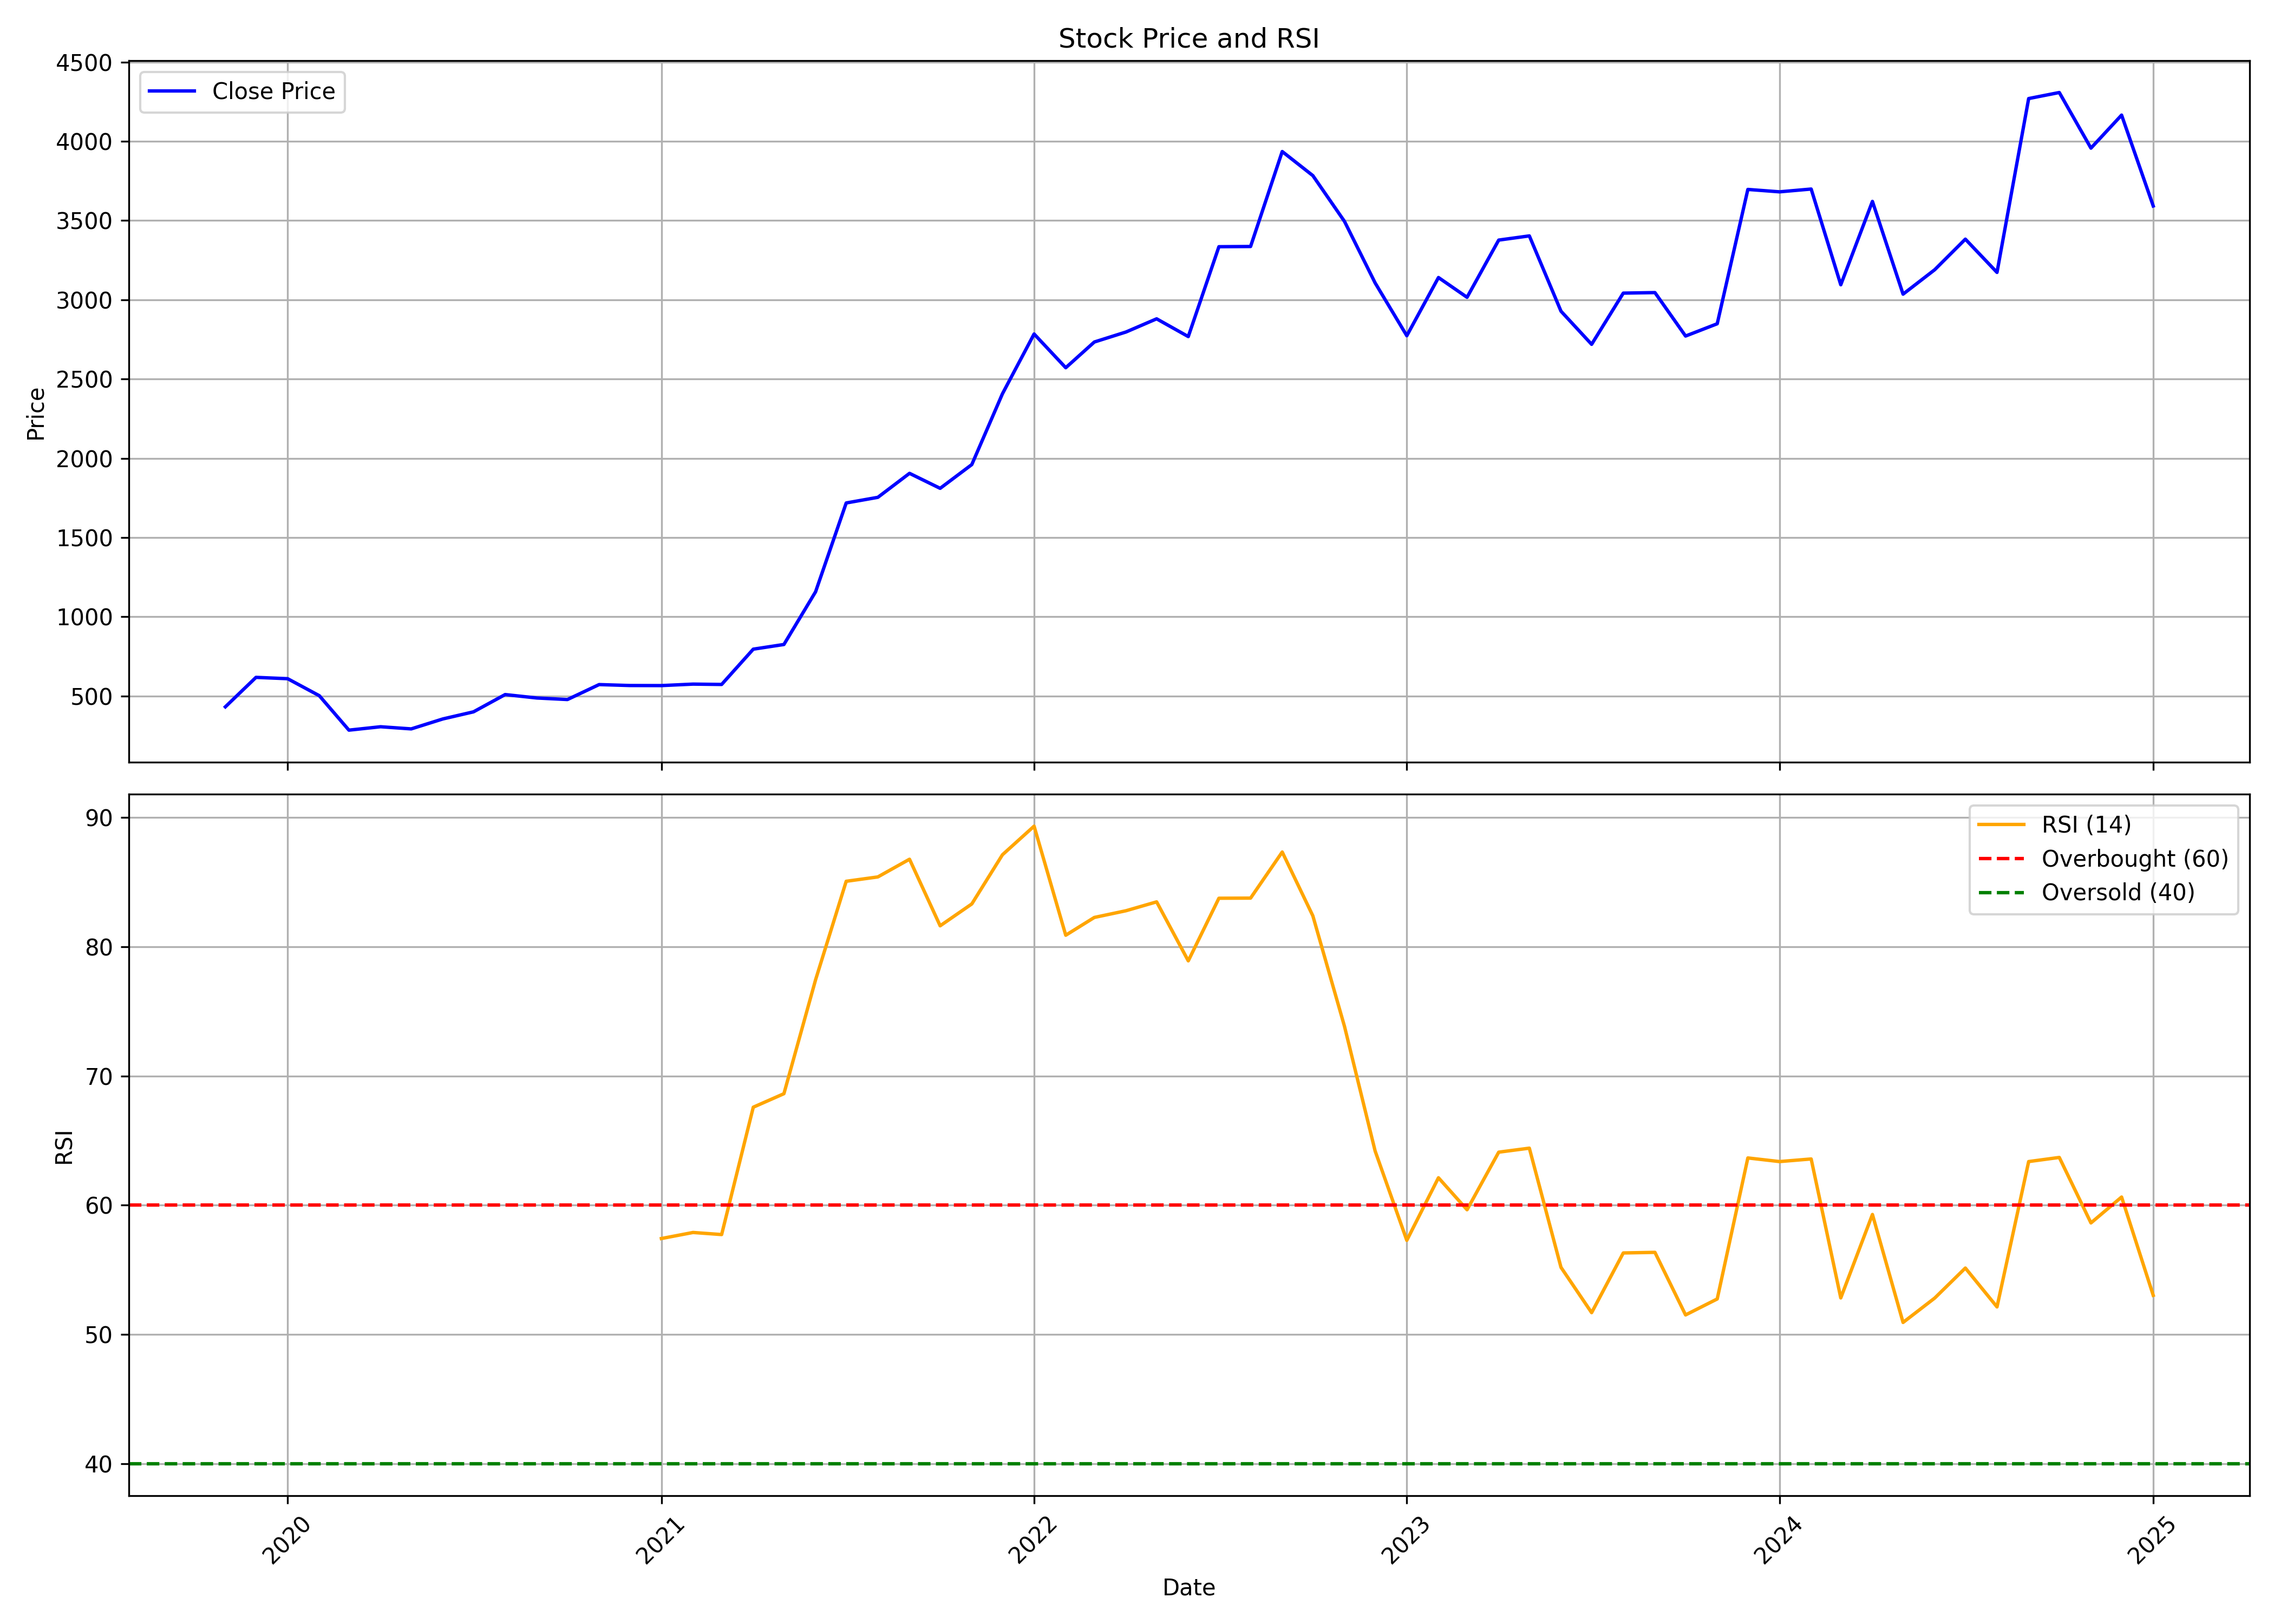 Stock Price and RSI
4500
4000
3500
3000
2500
2000
1500
1000
500
Price
Close Price
90
80
70
60
50
40
RSI
RSI (14)
Overbought (60)
Oversold (40)
2020
2021
2022
2023
2024
2025
Date